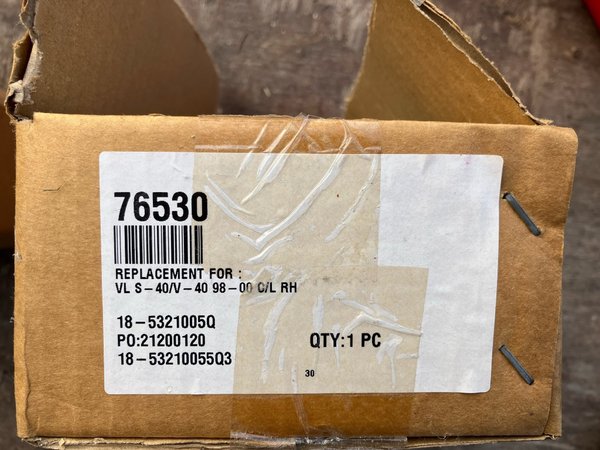 76530
REPLACEMENT FOR :
VL S-40/V-40 98-00 C/L RH
18-5321005Q
PO:21200120
18-53210055Q3
QTY:1 PC
30